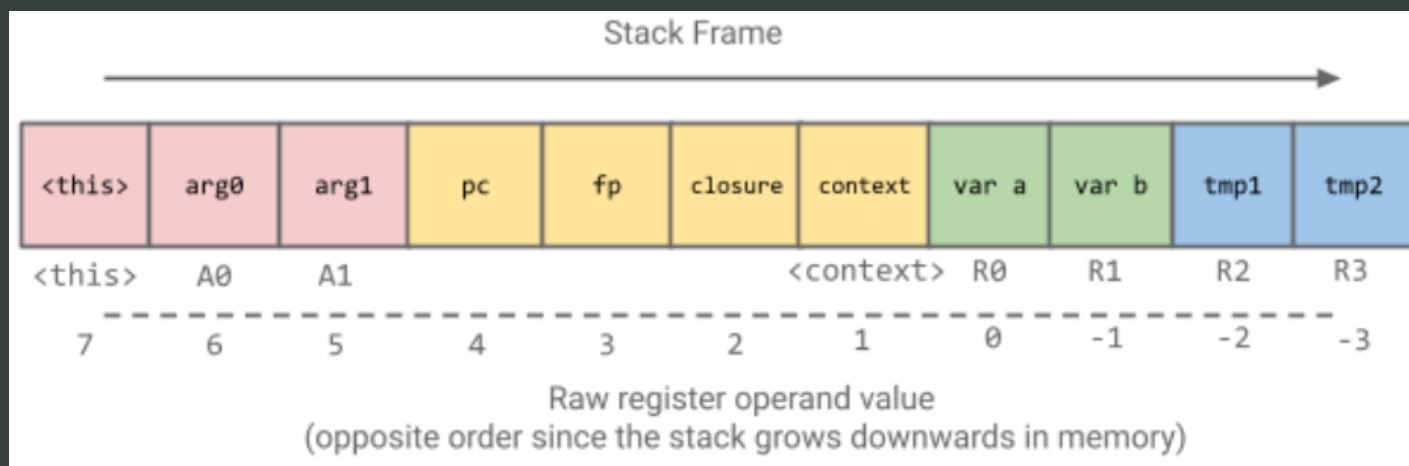 Stack Frame
<this> arg0 arg1 pc fp closure context var a var b tmp1 tmp2
<this> A0 A1 <context> R0 R1 R2 R3
7 6 5 4 3 2 1 0 -1 -2 -3
Raw register operand value
(opposite order since the stack grows downwards in memory)